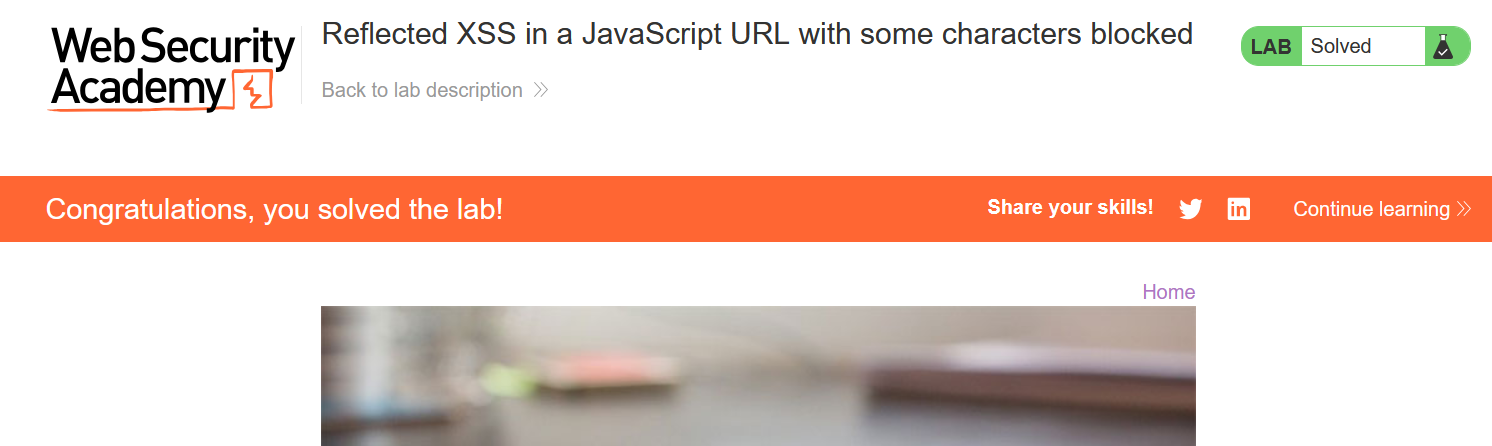 Web Security
Academy
Reflected XSS in a JavaScript URL with some characters blocked
Back to lab description
LAB Solved
Congratulations, you solved the lab!
Share your skills!
Continue learning
Home